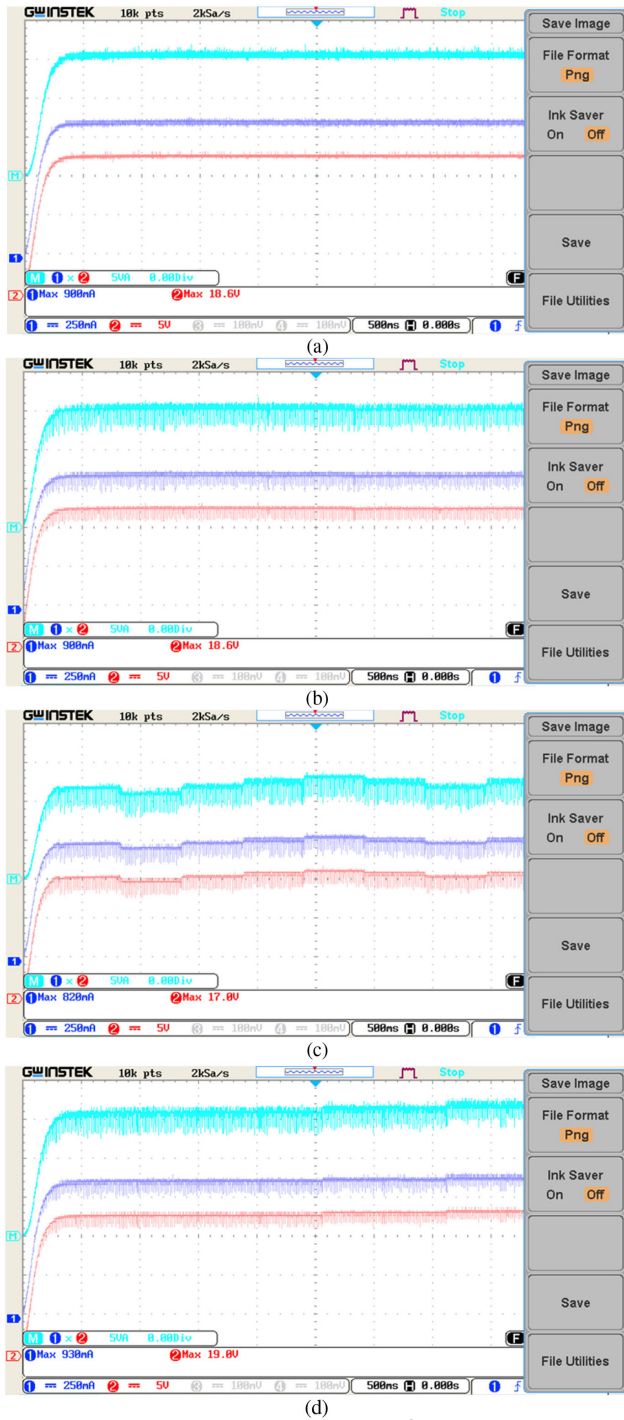 GWINSTEK 10k pts 2kSa/s Stop
Save Image
File Format
Png
Ink Saver
On Off
Save
File Utilities
M
1
M 1 x 2 5VA 0.00Div F
2
1 Max 900mA 2 Max 18.6V
1 250mA 2 5V 3 100mV 4 100mV 500ms H 0.000s 1
(a)
GWINSTEK 10k pts 2kSa/s Stop
Save Image
File Format
Png
Ink Saver
On Off
Save
File Utilities
M
1
M 1 x 2 5VA 0.00Div F
2
1 Max 900mA 2 Max 18.6V
1 250mA 2 5V 3 100mV 4 100mV 500ms H 0.000s 1
(b)
GWINSTEK 10k pts 2kSa/s Stop
Save Image
File Format
Png
Ink Saver
On Off
Save
File Utilities
M
1
M 1 x 2 5VA 0.00Div F
2
1 Max 820mA 2 Max 17.0V
1 250mA 2 5V 3 100mV 4 100mV 500ms H 0.000s 1
(c)
GWINSTEK 10k pts 2kSa/s Stop
Save Image
File Format
Png
Ink Saver
On Off
Save
File Utilities
M
1
M 1 x 2 5VA 0.00Div F
2
1 Max 930mA 2 Max 19.0V
1 250mA 2 5V 3 100mV 4 100mV 500ms H 0.000s 1
(d)